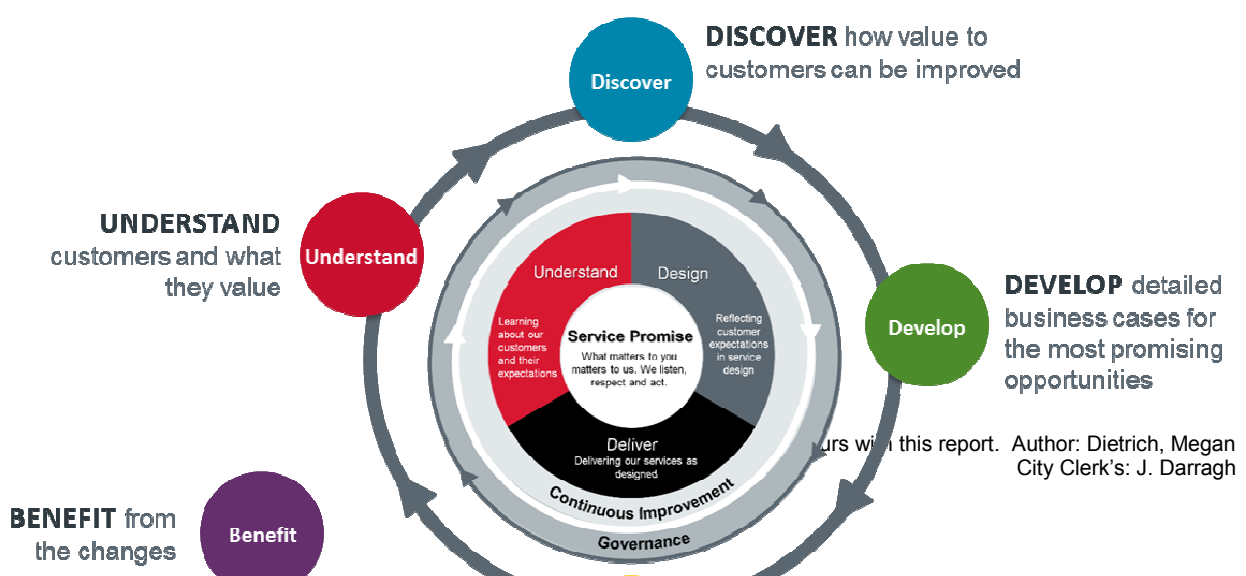 DISCOVER how value to
customers can be improved
Discover
UNDERSTAND
customers and what
they value
Understand
DEVELOP detailed
business cases for
the most promising
opportunities
Develop
Understand
Learning
about our
customers
and their
expectations
Design
Reflecting
customer
expectations
in service
design
Service Promise
What matters to you
matters to us. We listen,
respect and act.
Deliver
Delivering our services as
designed
Continuous Improvement
Governance
with this report.  Author: Dietrich, Megan
City Clerk's: J. Darragh
BENEFIT from
the changes
Benefit